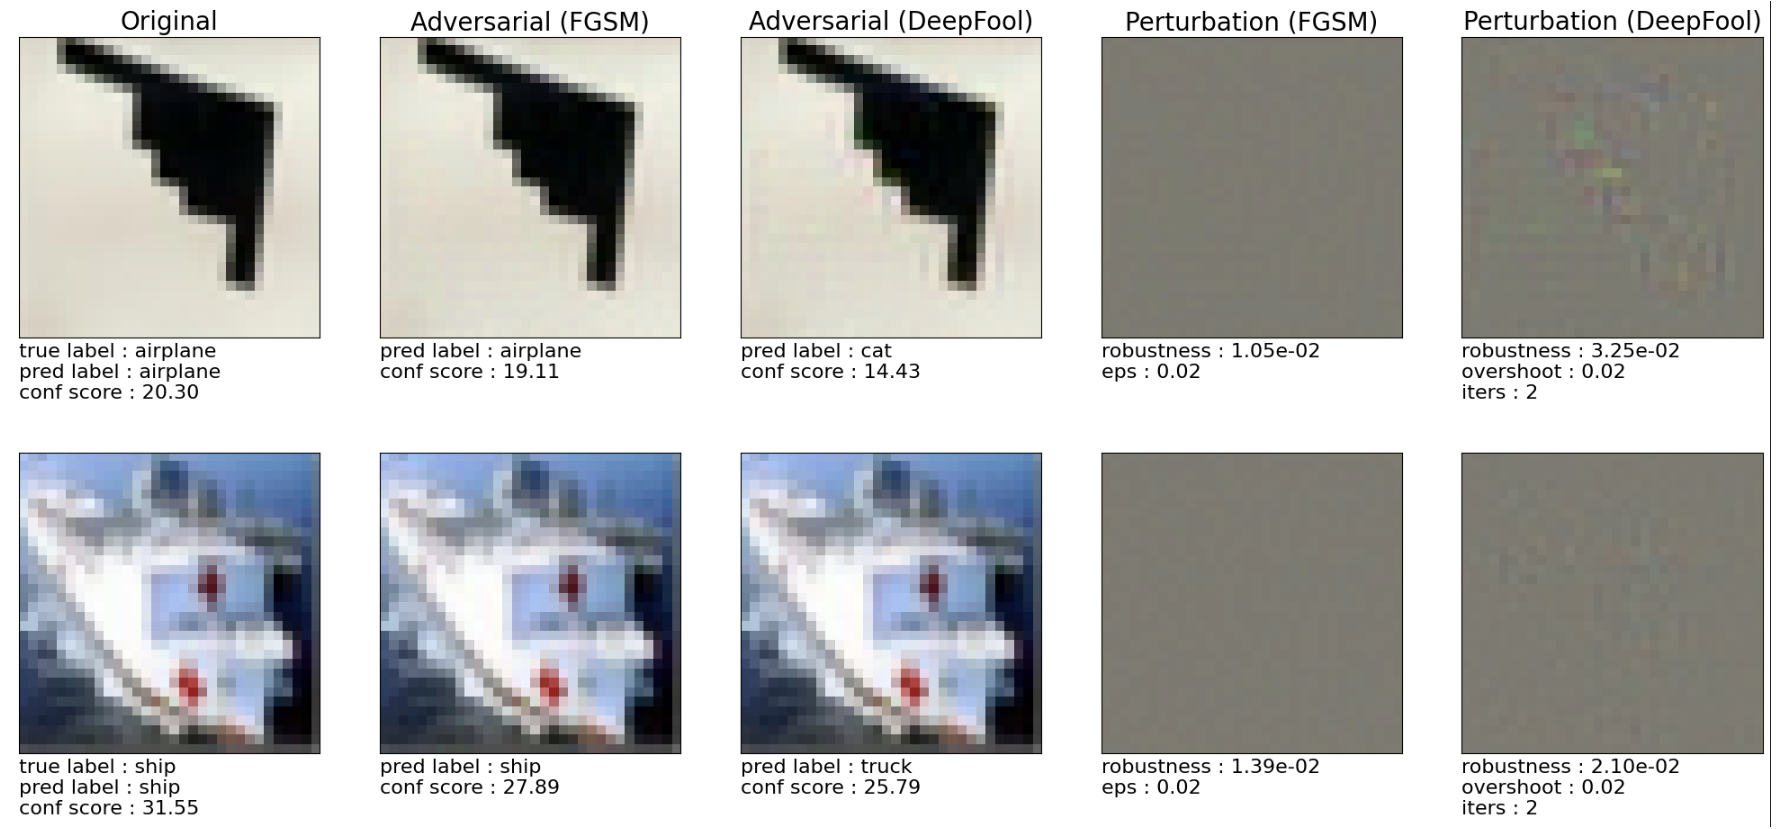 Original
Adversarial (FGSM)
Adversarial (DeepFool)
Perturbation (FGSM)
Perturbation (DeepFool)
true label : airplane
pred label : airplane
conf score : 20.30
pred label : airplane
conf score : 19.11
pred label : cat
conf score : 14.43
robustness : 1.05e-02
eps : 0.02
robustness : 3.25e-02
overshoot : 0.02
iters : 2
true label : ship
pred label : ship
conf score : 31.55
pred label : ship
conf score : 27.89
pred label : truck
conf score : 25.79
robustness : 1.39e-02
eps : 0.02
robustness : 2.10e-02
overshoot : 0.02
iters : 2